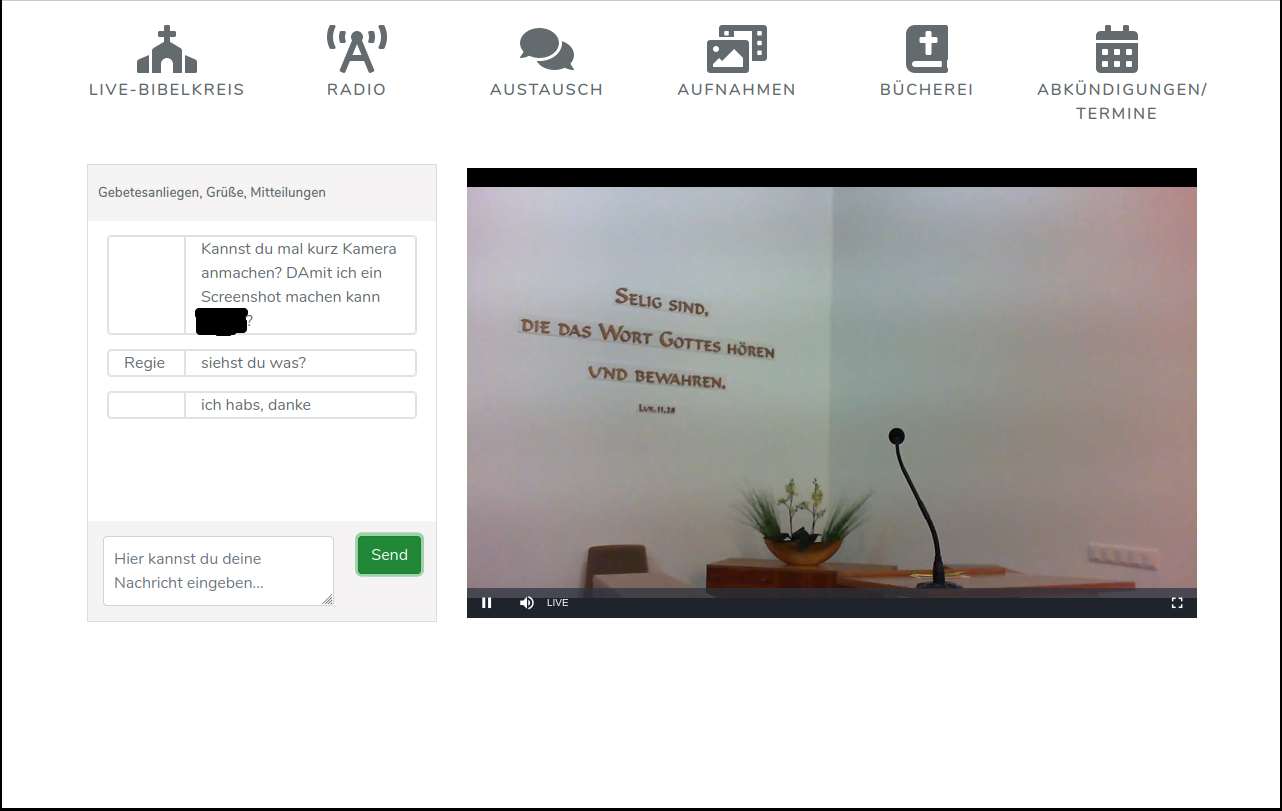 LIVE-BIBELKREIS
RADIO
AUSTAUSCH
AUFNAHMEN
BÜCHEREI
ABKÜNDIGUNGEN/
TERMINE
Gebetesanliegen, Grüße, Mitteilungen
Kannst du mal kurz Kamera
anmachen? DAmit ich ein
Screenshot machen kann
?
Regie siehst du was?
ich habs, danke
Hier kannst du deine
Nachricht eingeben...
Send
SELIG SIND,
DIE DAS WORT GOTTES HÖREN
UND BEWAHREN.
LUK.11.28
LIVE